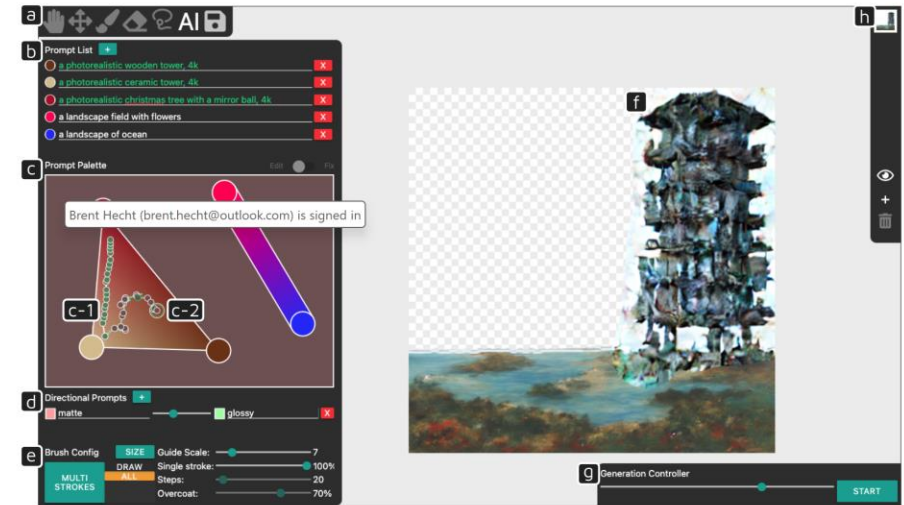 a
AI
h
b
Prompt List +
a photorealistic wooden tower, 4k X
a photorealistic ceramic tower, 4k X
a photorealistic christmas tree with a mirror ball, 4k X
a landscape field with flowers X
a landscape of ocean X
f
c
Prompt Palette Edit Fix
Brent Hecht (brent.hecht@outlook.com) is signed in
+
c-1
c-2
d
Directional Prompts +
matte glossy X
e
Brush Config SIZE Guide Scale: 7
MULTI STROKES DRAW Single stroke: 100%
ALL Steps: 20
Overcoat: 70%
g
Generation Controller
START